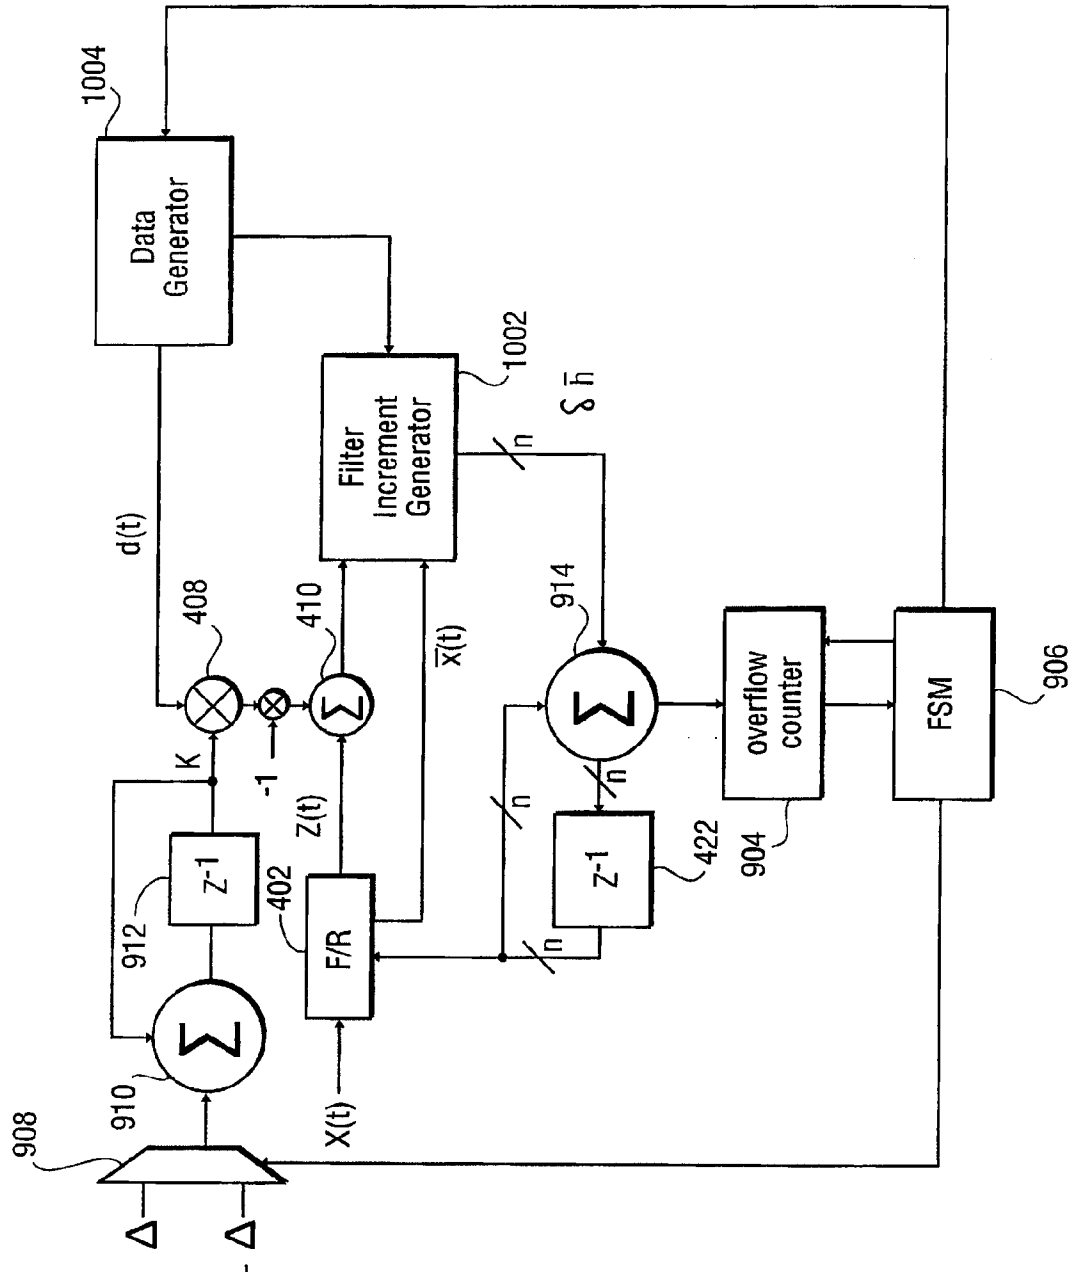 Δ
-Δ
908
910
Σ
912
Z⁻¹
K
408
d(t)
Data
Generator
1004
-1
X(t)
F/R
402
Z(t)
Σ
410
x̄(t)
Filter
Increment
Generator
1002
n
δ h̄
n
n
n
Z⁻¹
422
Σ
914
overflow
counter
904
FSM
906